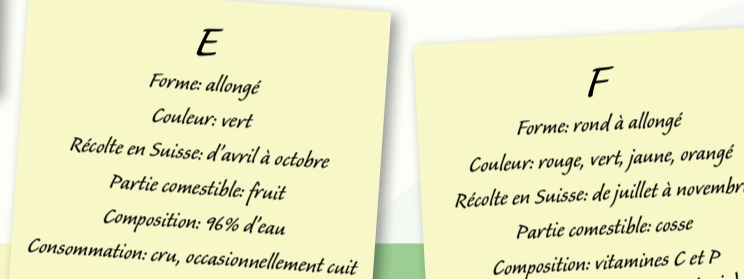 E
Forme: allongé
Couleur: vert
Récolte en Suisse: d'avril à octobre
Partie comestible: fruit
Composition: 96% d'eau
Consommation: cru, occasionnellement cuit
F
Forme: rond à allongé
Couleur: rouge, vert, jaune, orangé
Récolte en Suisse: de juillet à novembr
Partie comestible: cosse
Composition: vitamines C et P